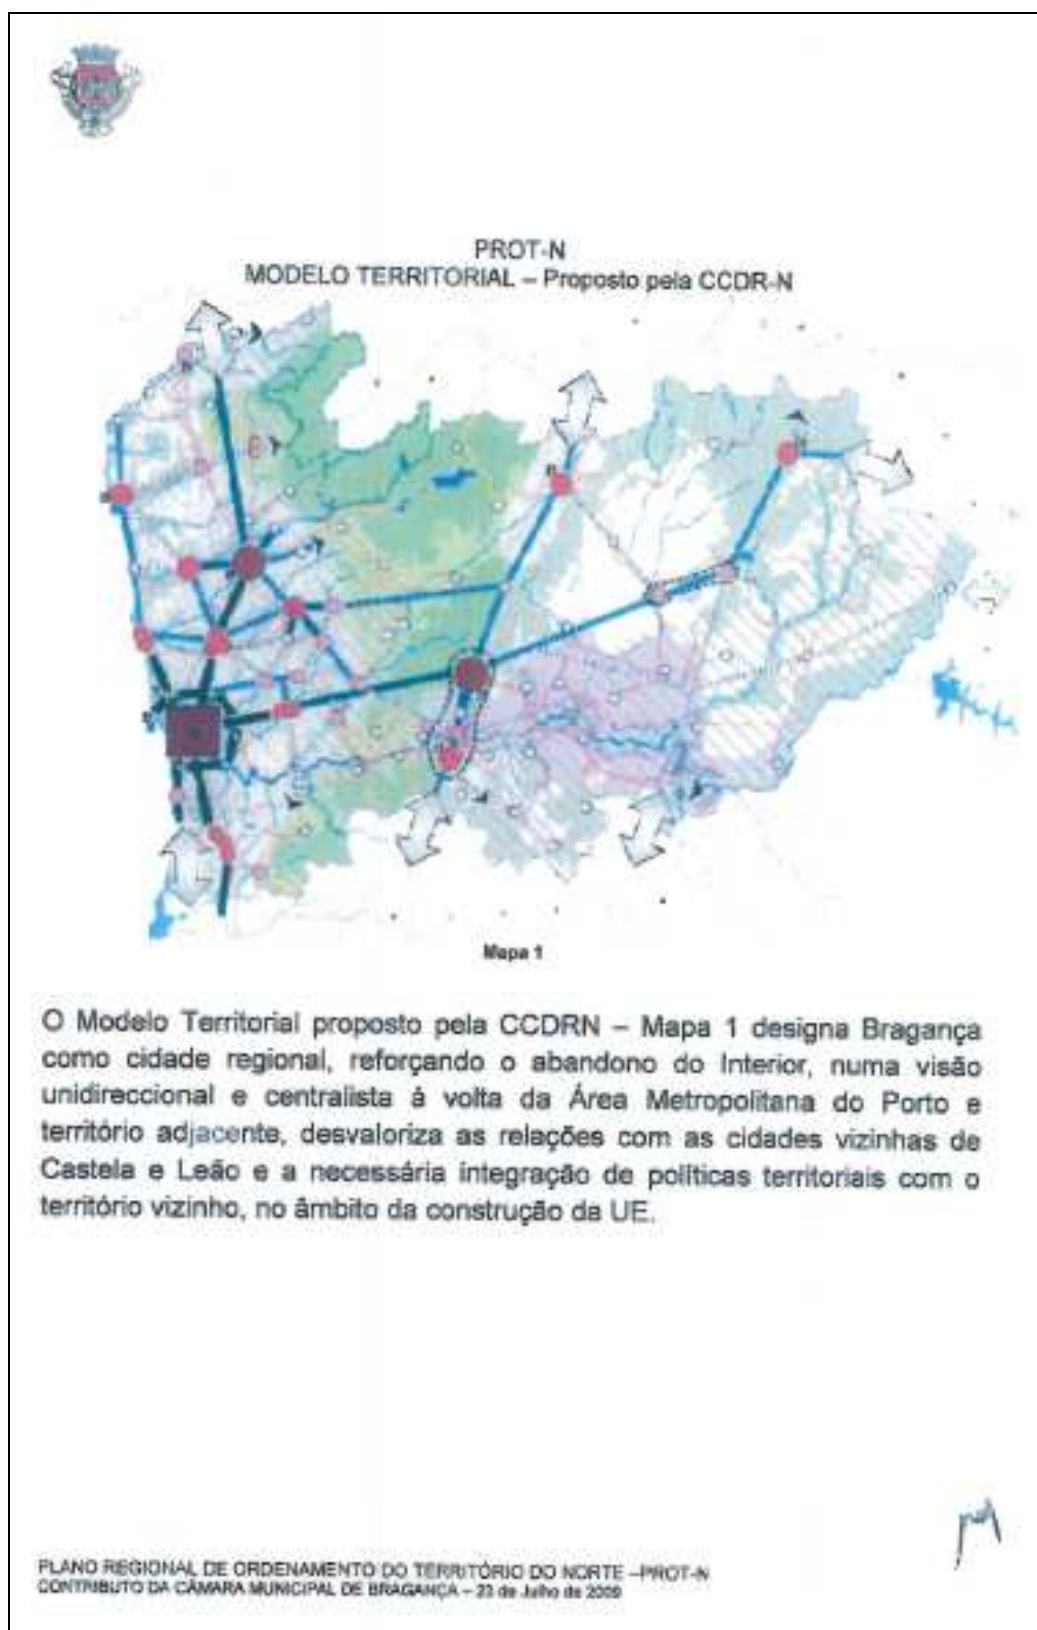 PROT-N
MODELO TERRITORIAL – Proposto pela CCDR-N
Mapa 1
O Modelo Territorial proposto pela CCDRN – Mapa 1 designa Bragança
como cidade regional, reforçando o abandono do Interior, numa visão
unidireccional e centralista á volta da Área Metropolitana do Porto e
território adjacente, desvaloriza as relações com as cidades vizinhas de
Castela e Leão e a necessária integração de políticas territoriais com o
território vizinho, no âmbito da construção da UE.
PLANO REGIONAL DE ORDENAMENTO DO TERRITÓRIO DO NORTE –PROT-N
CONTRIBUTO DA CÂMARA MUNICIPAL DE BRAGANÇA – 23 de Julho de 2009